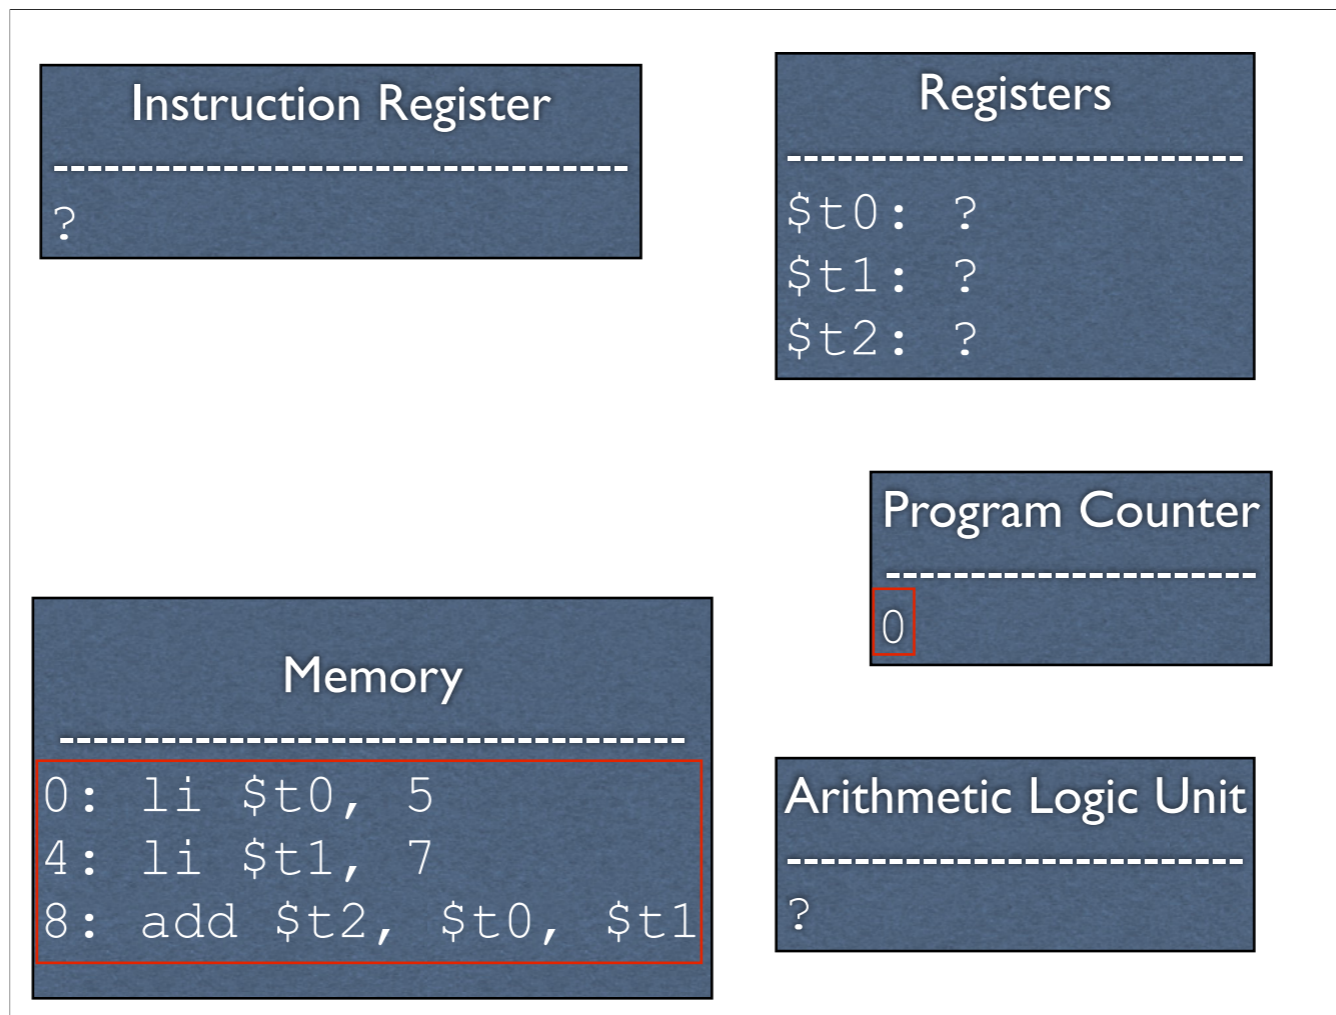 Instruction Register
----------------------------------
?
Registers
---------------------------
$t0: ?
$t1: ?
$t2: ?
Program Counter
----------------------
0
Memory
-------------------------------------
0: li $t0, 5
4: li $t1, 7
8: add $t2, $t0, $t1
Arithmetic Logic Unit
---------------------------
?